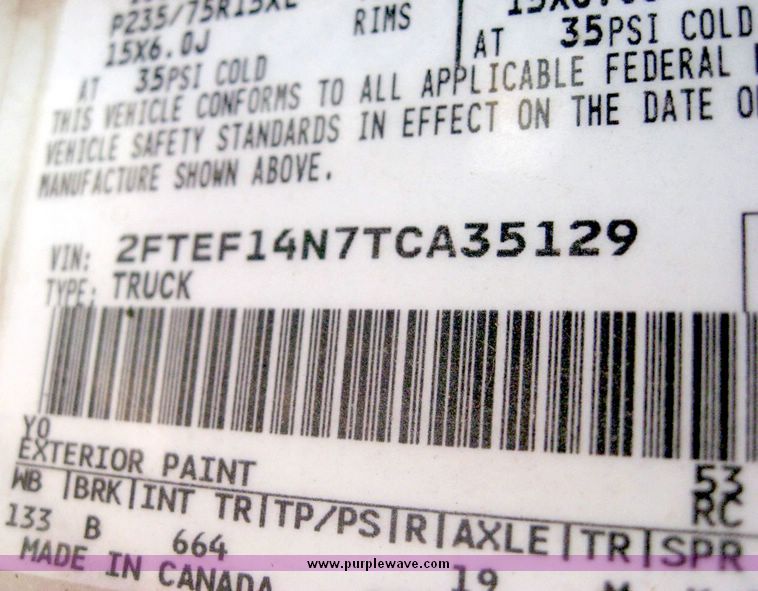 P235/75R15XL
15X6.0J RIMS
AT 35PSI COLD AT 35PSI COLD
THIS VEHICLE CONFORMS TO ALL APPLICABLE FEDERAL
VEHICLE SAFETY STANDARDS IN EFFECT ON THE DATE
MANUFACTURE SHOWN ABOVE.
VIN: 2FTEF14N7TCA35129
TYPE: TRUCK
YO
EXTERIOR PAINT 53
WB |BRK|INT TR|TP/PS|R|AXLE|TR|SPR RC
133 B 664 19
MADE IN CANADA
www.purplewave.com